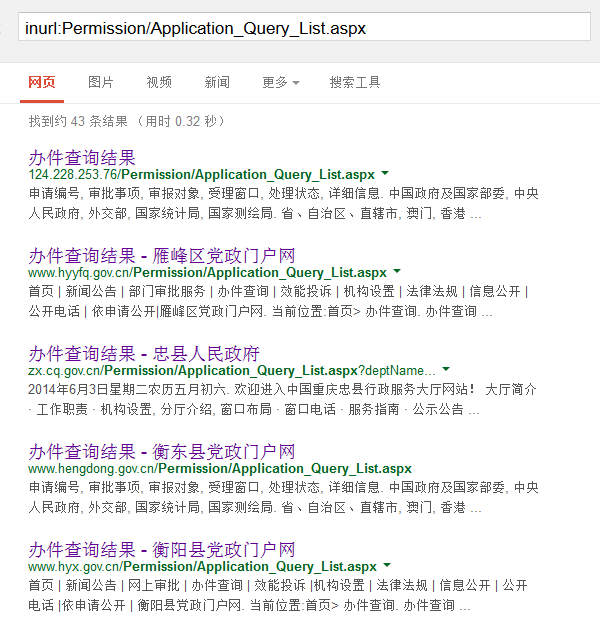 inurl:Permission/Application_Query_List.aspx
网页 图片 视频 新闻 更多 搜索工具
找到约 43 条结果 （用时 0.32 秒）
办件查询结果
124.228.253.76/Permission/Application_Query_List.aspx
申请编号, 审批事项, 审报对象, 受理窗口, 处理状态, 详细信息. 中国政府及国家部委, 中央
人民政府, 外交部, 国家统计局, 国家测绘局. 省、自治区、直辖市, 澳门, 香港 ...
办件查询结果 - 雁峰区党政门户网
www.hyyfq.gov.cn/Permission/Application_Query_List.aspx
首页 | 新闻公告 | 部门审批服务 | 办件查询 | 效能投诉 | 机构设置 | 法律法规 | 信息公开 |
公开电话 | 依申请公开|雁峰区党政门户网. 当前位置:首页> 办件查询. 办件查询 ...
办件查询结果 - 忠县人民政府
zx.cq.gov.cn/Permission/Application_Query_List.aspx?deptName...
2014年6月3日星期二农历五月初六. 欢迎进入中国重庆忠县行政服务大厅网站！ 大厅简介
· 工作职责 · 机构设置, 分厅介绍, 窗口布局 · 窗口电话 · 服务指南 · 公示公告 ...
办件查询结果 - 衡东县党政门户网
www.hengdong.gov.cn/Permission/Application_Query_List.aspx
申请编号, 审批事项, 审报对象, 受理窗口, 处理状态, 详细信息. 中国政府及国家部委, 中央
人民政府, 外交部, 国家统计局, 国家测绘局. 省、自治区、直辖市, 澳门, 香港 ...
办件查询结果 - 衡阳县党政门户网
www.hyx.gov.cn/Permission/Application_Query_List.aspx
首页 | 新闻公告 | 网上审批 | 办件查询 | 效能投诉 |机构设置 | 法律法规 | 信息公开 | 公开
电话 |依申请公开 | 衡阳县党政门户网. 当前位置:首页> 办件查询. 办件查询 ...